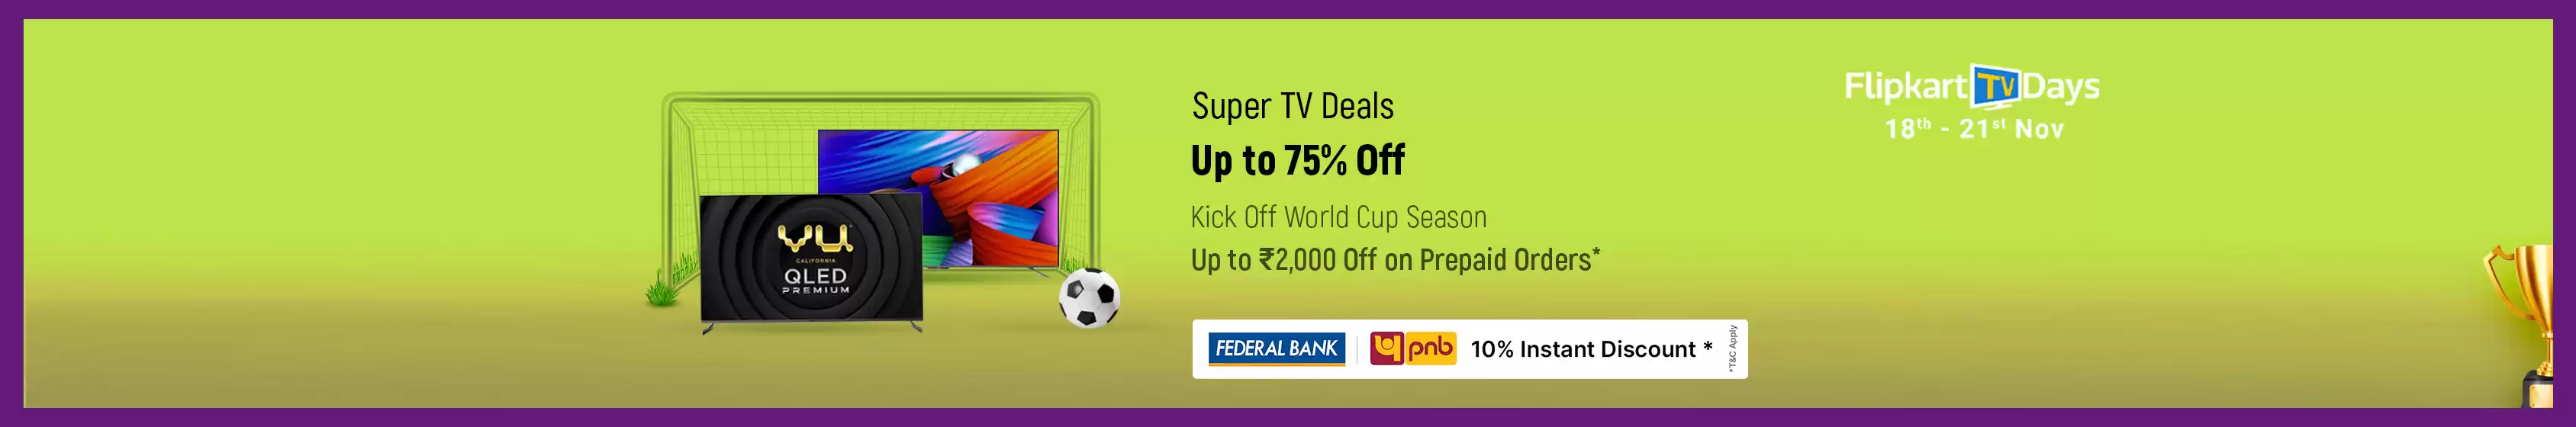 Super TV Deals
Up to 75% Off
Kick Off World Cup Season
Up to ₹2,000 Off on Prepaid Orders*
FEDERAL BANK
pnb
10% Instant Discount *
*T&C Apply
Flipkart TV Days
18th - 21st Nov
VU
CALIFORNIA
QLED
PREMIUM